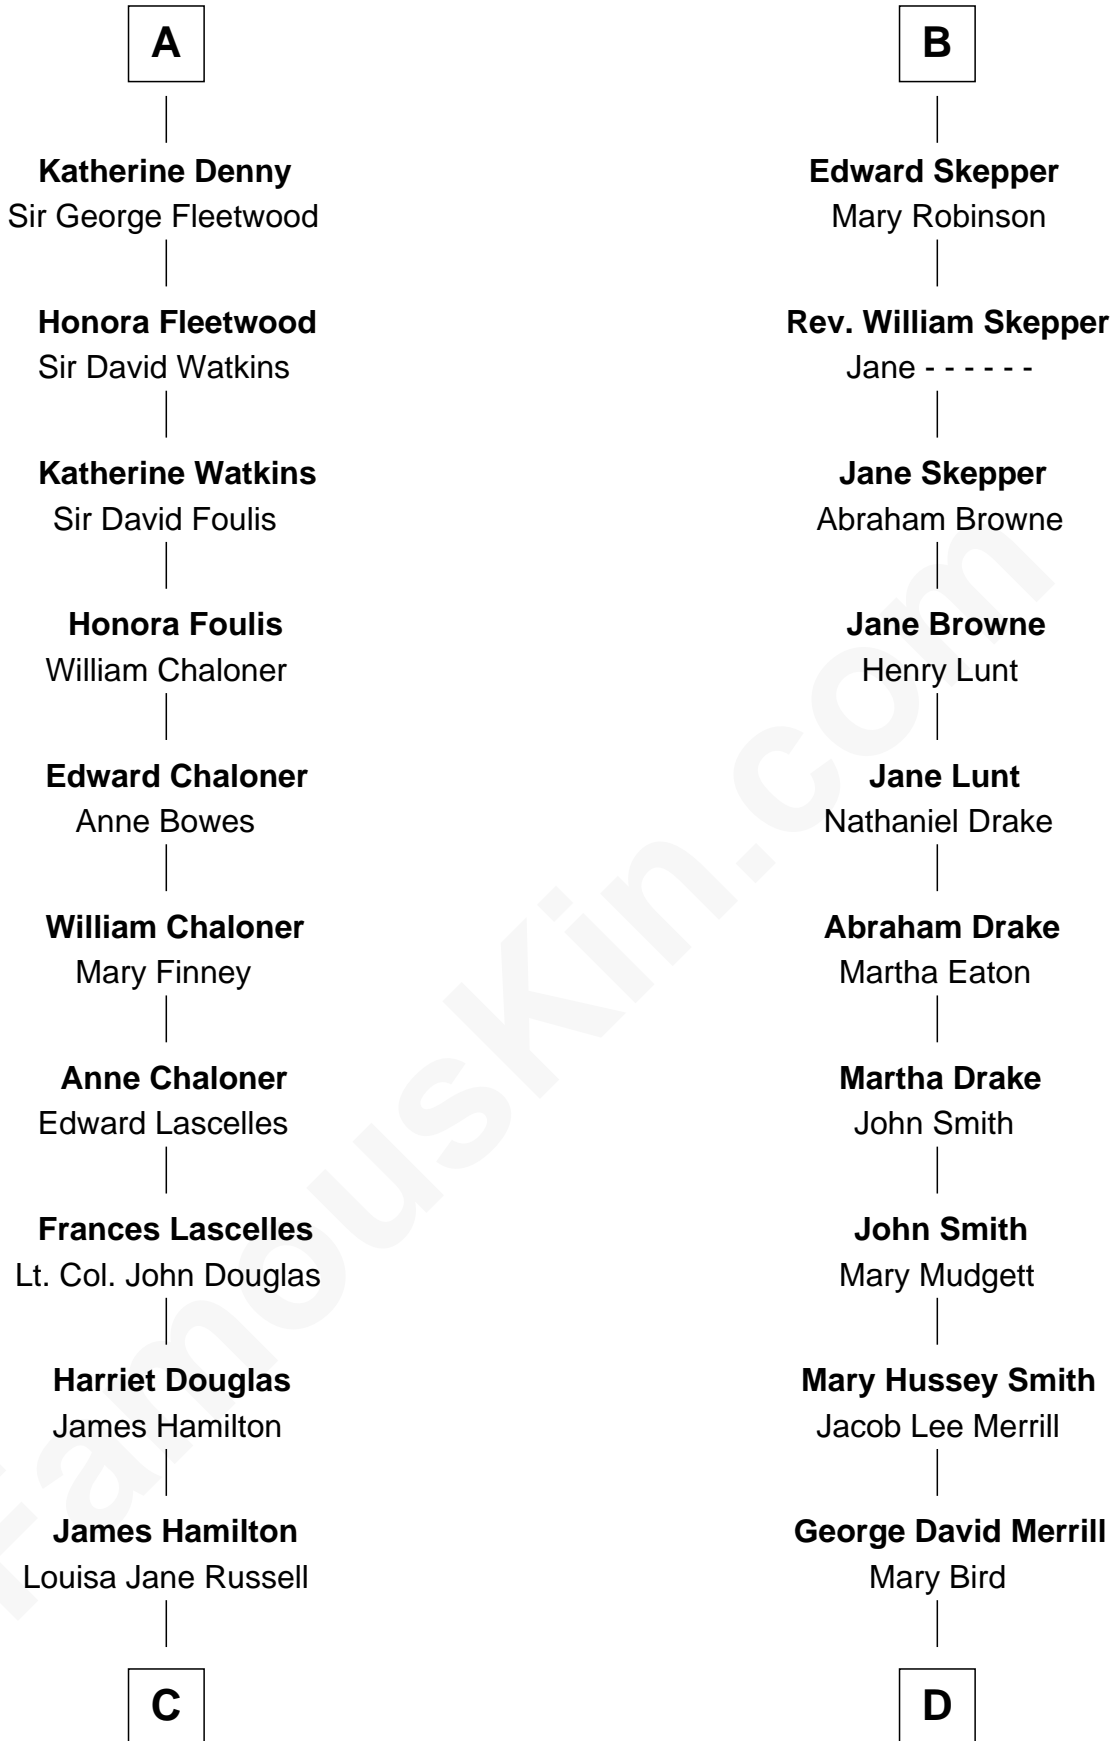 A
Katherine Denny
Sir George Fleetwood
Honora Fleetwood
Sir David Watkins
Katherine Watkins
Sir David Foulis
Honora Foulis
William Chaloner
Edward Chaloner
Anne Bowes
William Chaloner
Mary Finney
Anne Chaloner
Edward Lascelles
Frances Lascelles
Lt. Col. John Douglas
Harriet Douglas
James Hamilton
James Hamilton
Louisa Jane Russell
C
B
Edward Skepper
Mary Robinson
Rev. William Skepper
Jane - - - - - -
Jane Skepper
Abraham Browne
Jane Browne
Henry Lunt
Jane Lunt
Nathaniel Drake
Abraham Drake
Martha Eaton
Martha Drake
John Smith
John Smith
Mary Mudgett
Mary Hussey Smith
Jacob Lee Merrill
George David Merrill
Mary Bird
D
FamousKin.com